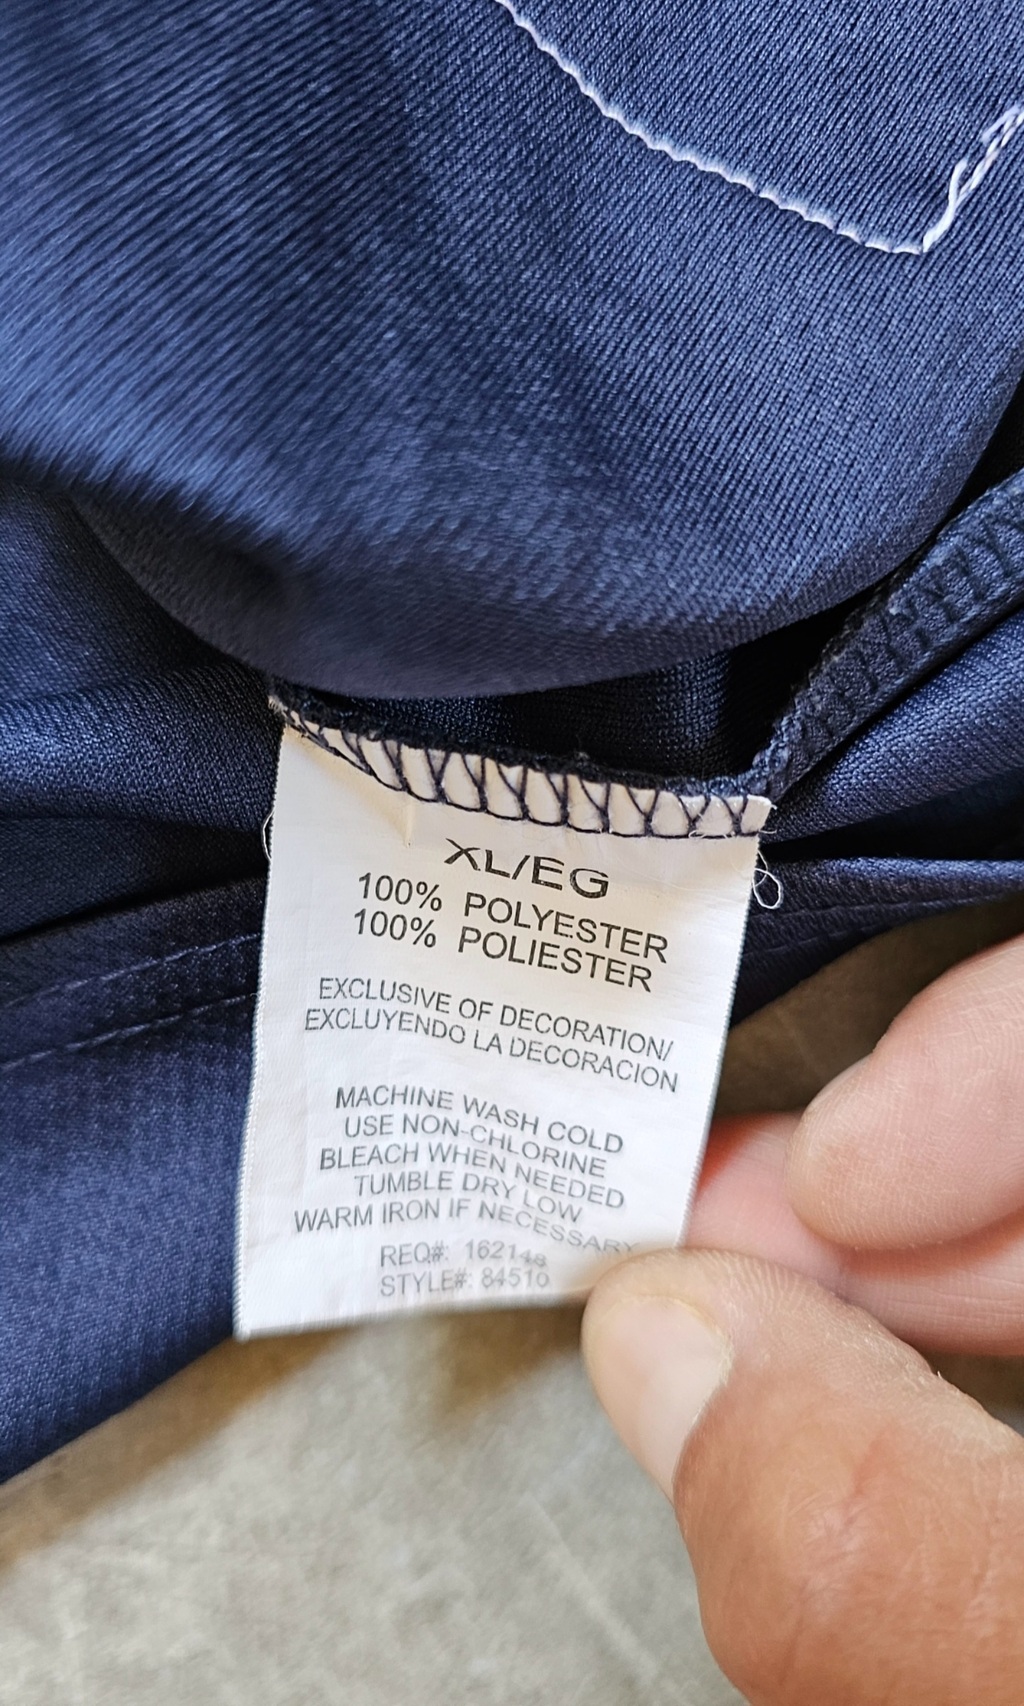 XL/EG
100% POLYESTER
100% POLIESTER
EXCLUSIVE OF DECORATION/
EXCLUYENDO LA DECORACION
MACHINE WASH COLD
USE NON-CHLORINE
BLEACH WHEN NEEDED
TUMBLE DRY LOW
WARM IRON IF NECESSARY
REQ#: 162148
STYLE#: 84510